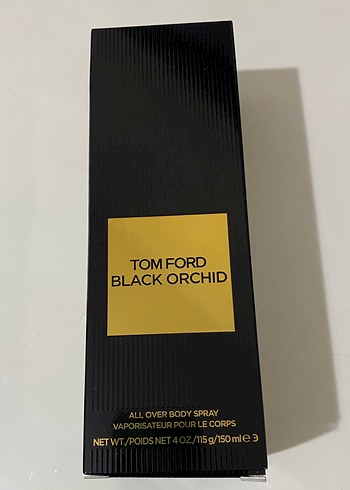 TOM FORD
BLACK ORCHID
ALL OVER BODY SPRAY
VAPORISATEUR POUR LE CORPS
NET WT./POIDS NET 4 OZ./115 g/150 ml ℮ 3